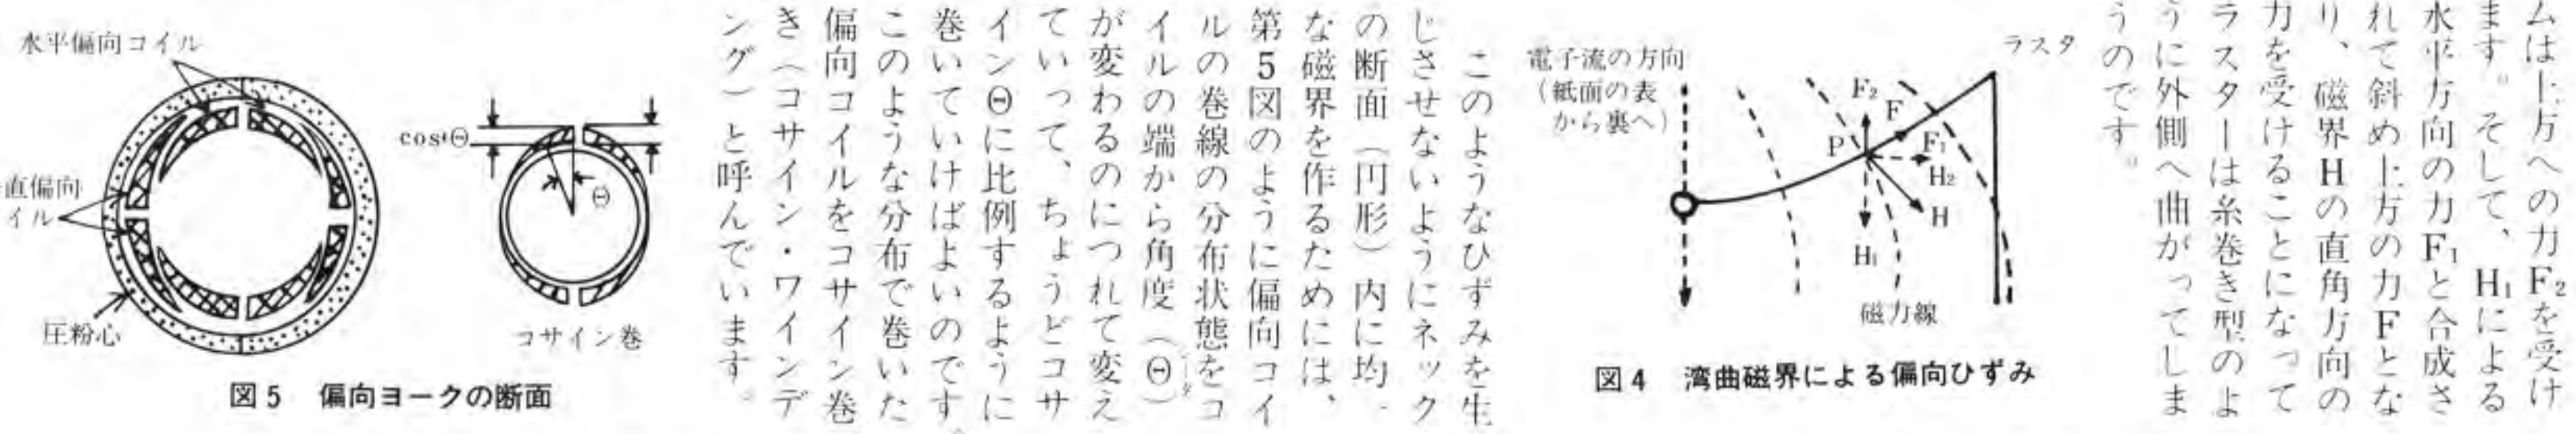 ムは上方への力F₂を受け
ます。そして、H₁による
水平方向の力F₁と合成さ
れて斜め上方の力Fとな
り、磁界Hの直角方向の
力を受けることになって
ラスターは糸巻き型のよ
うに外側へ曲がってしま
うのです。
ラスタ
電子流の方向
(紙面の表
から裏へ)
F₂
F
P
F₁
H₂
H
H₁
磁力線
図4 湾曲磁界による偏向ひずみ
このようなひずみを生
じさせないようにネック
の断面(円形)内に均一
な磁界を作るためには、
第5図のように偏向コイ
ルの巻線の分布状態をコ
イルの端から角度(Θ)
が変わるのにつれて変え
ていって、ちょうどコサ
インΘに比例するように
巻いていけばよいのです。
このような分布で巻いた
偏向コイルをコサイン巻
き(コサイン・ワインデ
ング)と呼んでいます。
水平偏向コイル
直偏向
イル
圧粉心
cosΘ
Θ
コサイン巻
図5 偏向ヨークの断面